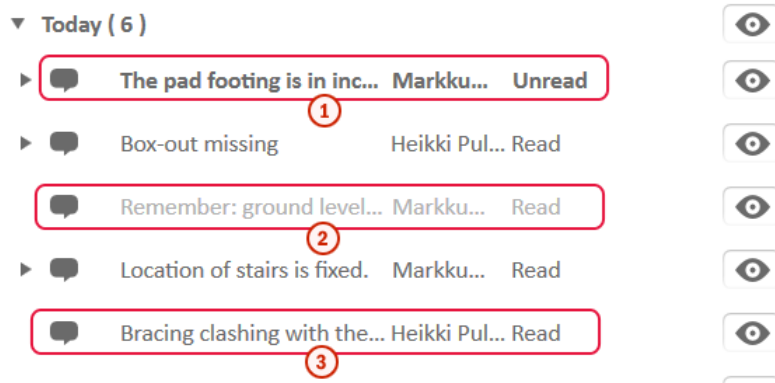 Today ( 6 )
The pad footing is in inc... Markku... Unread
1
Box-out missing Heikki Pul... Read
Remember: ground level... Markku... Read
2
Location of stairs is fixed. Markku... Read
Bracing clashing with the... Heikki Pul... Read
3